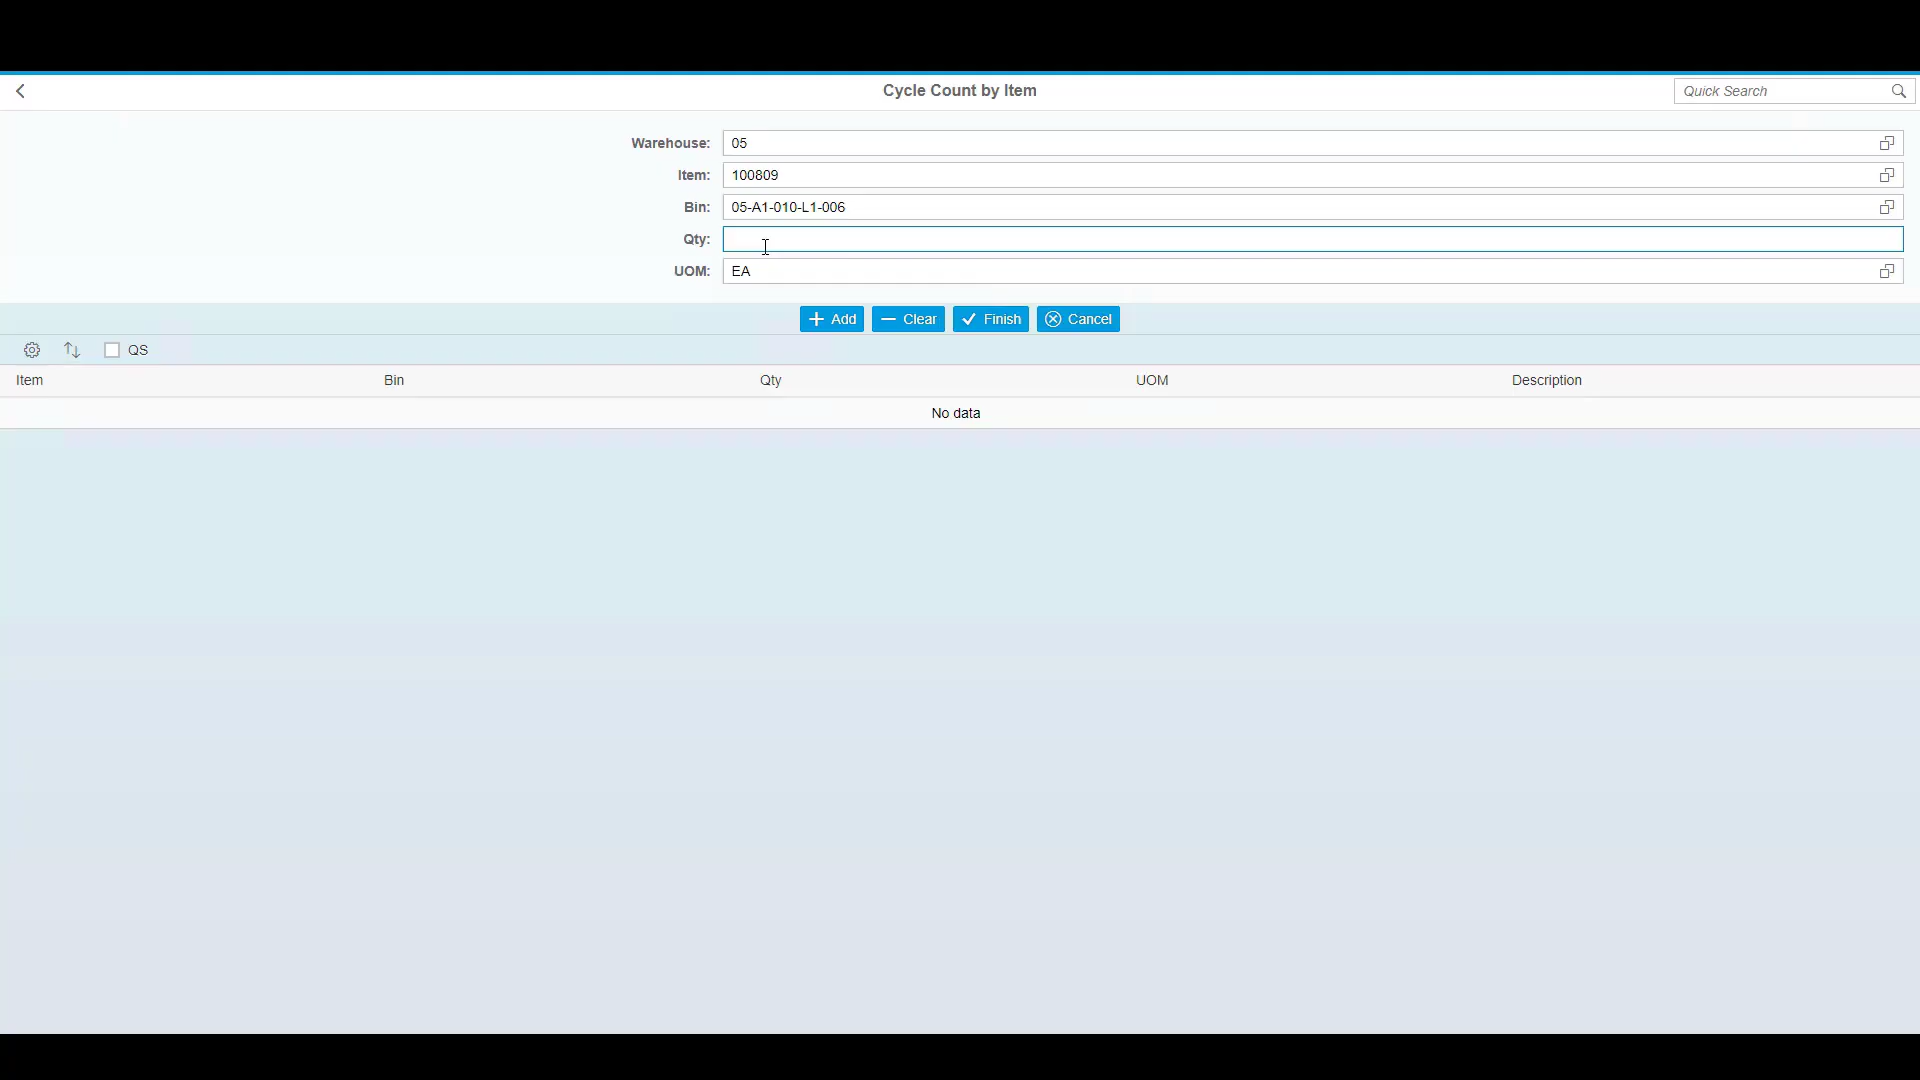 Cycle Count by Item
Quick Search
Warehouse: 05
Item: 100809
Bin: 05-A1-010-L1-006
Qty:
UOM: EA
Add Clear Finish Cancel
QS
Item Bin Qty UOM Description
No data